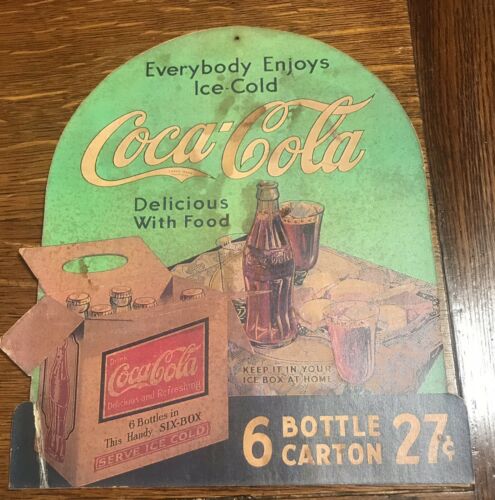 Everybody Enjoys
Ice-Cold
Coca-Cola
Delicious
With Food
KEEP IT IN YOUR
ICE BOX AT HOME
Drink
Coca-Cola
Delicious and Refreshing
6 Bottles in
This Handy SIX-BOX
SERVE ICE COLD
6 BOTTLE CARTON 27¢